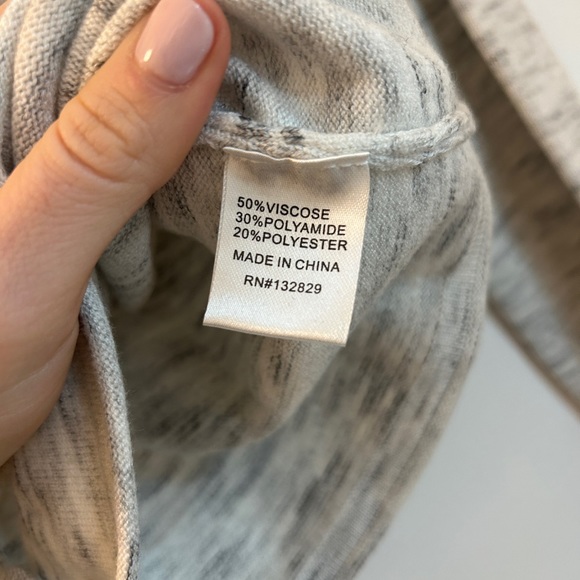 50%VISCOSE
30%POLYAMIDE
20%POLYESTER
MADE IN CHINA
RN#132829